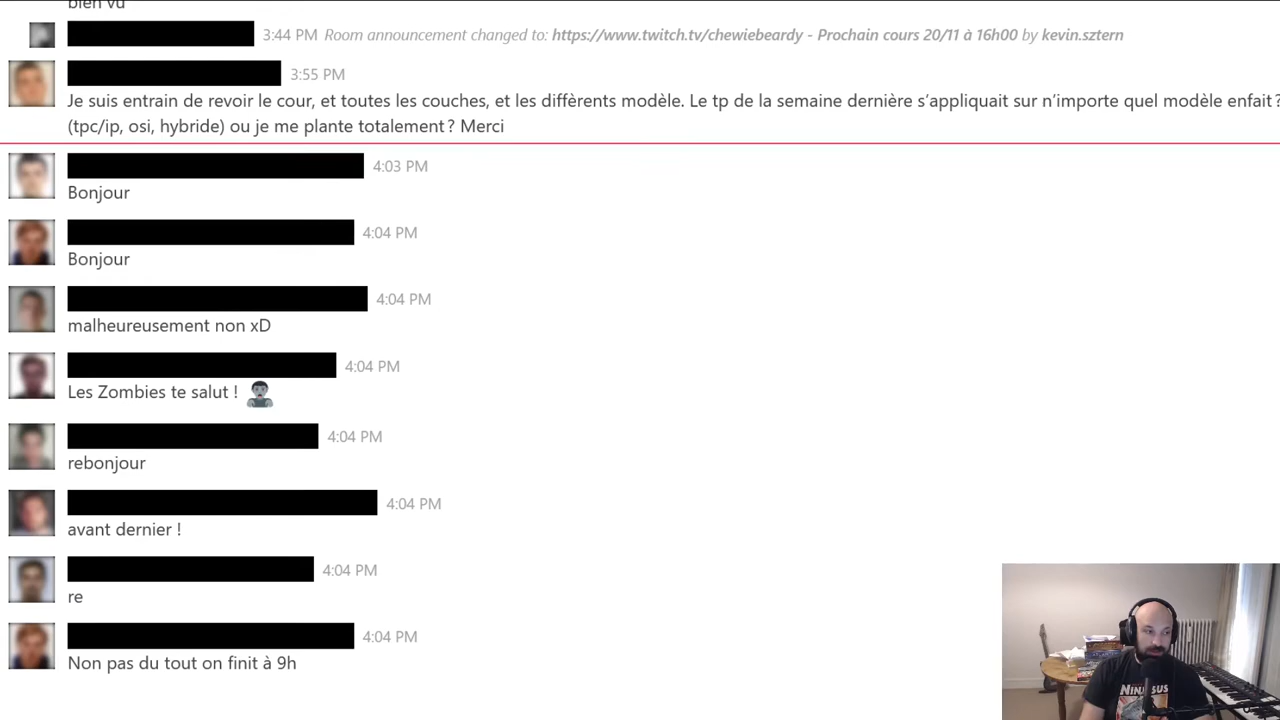 bien vu
3:44 PM Room announcement changed to: https://www.twitch.tv/chewiebeardy - Prochain cours 20/11 à 16h00 by kevin.sztern
3:55 PM
Je suis entrain de revoir le cour, et toutes les couches, et les diffèrents modèle. Le tp de la semaine dernière s’appliquait sur n’importe quel modèle enfait ?
(tpc/ip, osi, hybride) ou je me plante totalement ? Merci
4:03 PM
Bonjour
4:04 PM
Bonjour
4:04 PM
malheureusement non xD
4:04 PM
Les Zombies te salut !
4:04 PM
rebonjour
4:04 PM
avant dernier !
4:04 PM
re
4:04 PM
Non pas du tout on finit à 9h